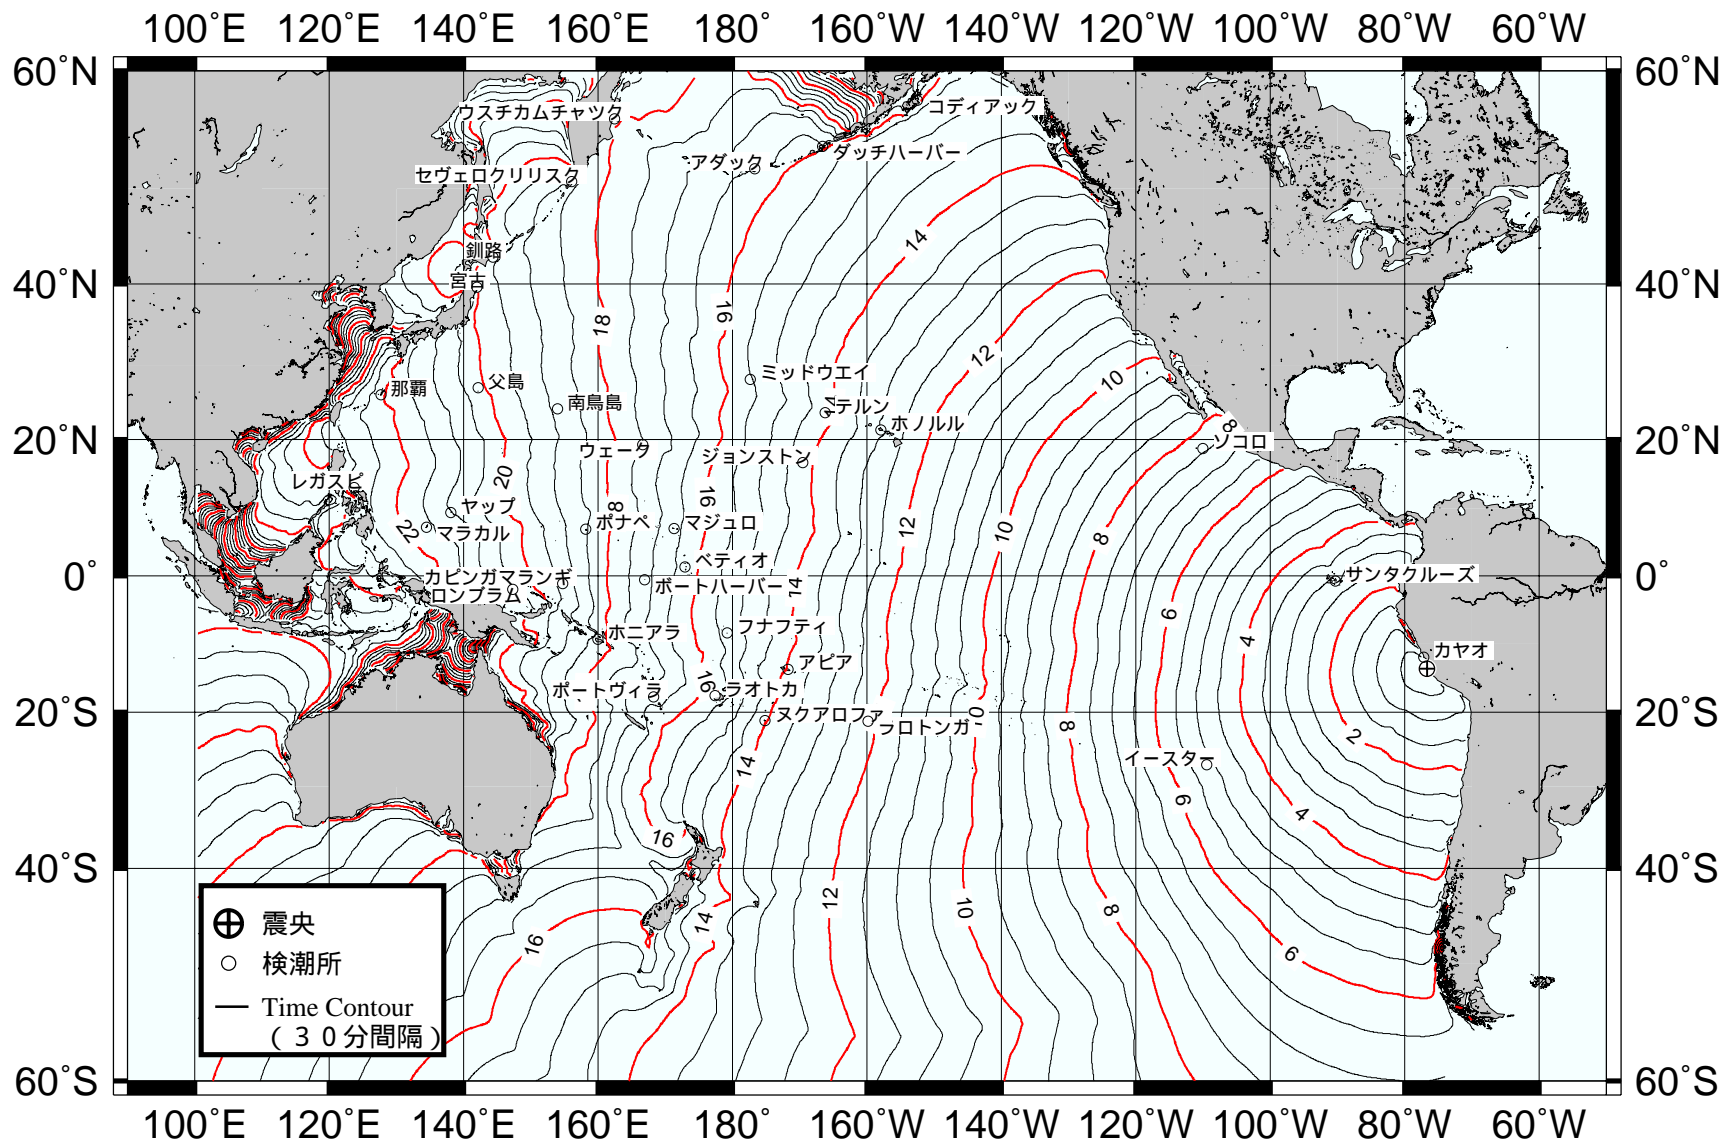 100°E 120°E 140°E 160°E 180° 160°W 140°W 120°W 100°W 80°W 60°W
60°N 60°N
ウスチカムチャツク
コディアック
アダック
ダッチハーバー
セヴェロクリリスク
14
釧路
宮古
40°N 40°N
18 16
12
ミッドウエイ
那覇 父島
10
南鳥島 テルン
ホノルル
8
20°N 20°N
ウェーク ジョンストン ソコロ
レガスピ 20
16
ヤップ ポナペ マジュロ
22 マラカル 12 10 8
ベティオ
0° 0°
カピンガマランギ サンタクルーズ
ロンブラム ポートハーバー 14
6
ホニアラ フナフティ 4
カヤオ
アピア
16
ポートヴィラ ラオトカ
20°S 20°S
ヌクアロファ
ラロトンガ 10 8 2
14
イースター
6 4
16
40°S 40°S
12 10 8
14
16 6
震央
検潮所
Time Contour
(30分間隔)
60°S 60°S
100°E 120°E 140°E 160°E 180° 160°W 140°W 120°W 100°W 80°W 60°W